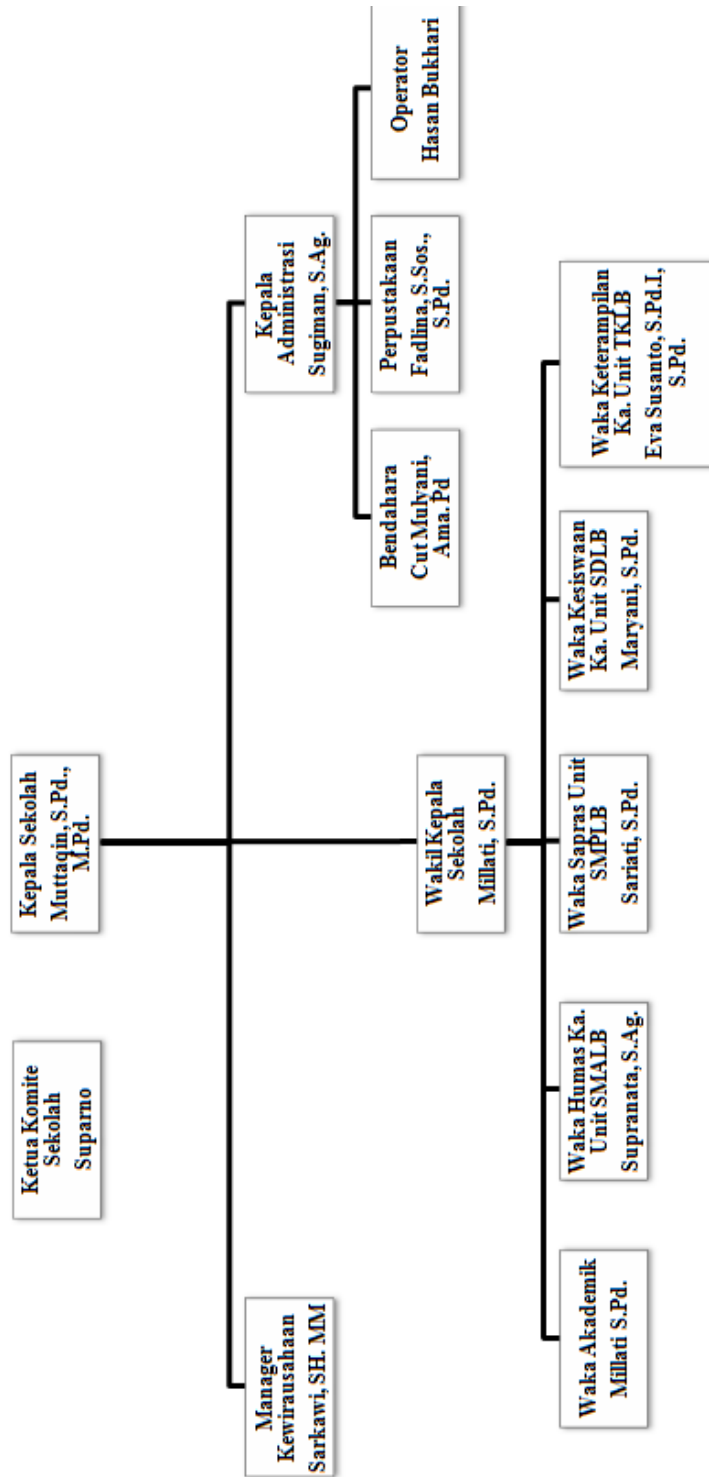 Ketua Komite
Sekolah
Suparno
Kepala Sekolah
Muttaqin, S.Pd.,
M.Pd.
Manager
Kewirausahaan
Sarkawi, SH. MM
Kepala
Administrasi
Sugiman, S.Ag.
Bendahara
Cut Mulyani,
Ama. Pd
Perpustakaan
Fadlina, S.Sos.,
S.Pd.
Operator
Hasan Bukhari
Wakil Kepala
Sekolah
Millati, S.Pd.
Waka Akademik
Millati S.Pd.
Waka Humas Ka.
Unit SMALB
Supranata, S.Ag.
Waka Sapras Unit
SMPLB
Sariati, S.Pd.
Waka Kesiswaan
Ka. Unit SDLB
Maryani, S.Pd.
Waka Keterampilan
Ka. Unit TKLB
Eva Susanto, S.Pd.I,
S.Pd.